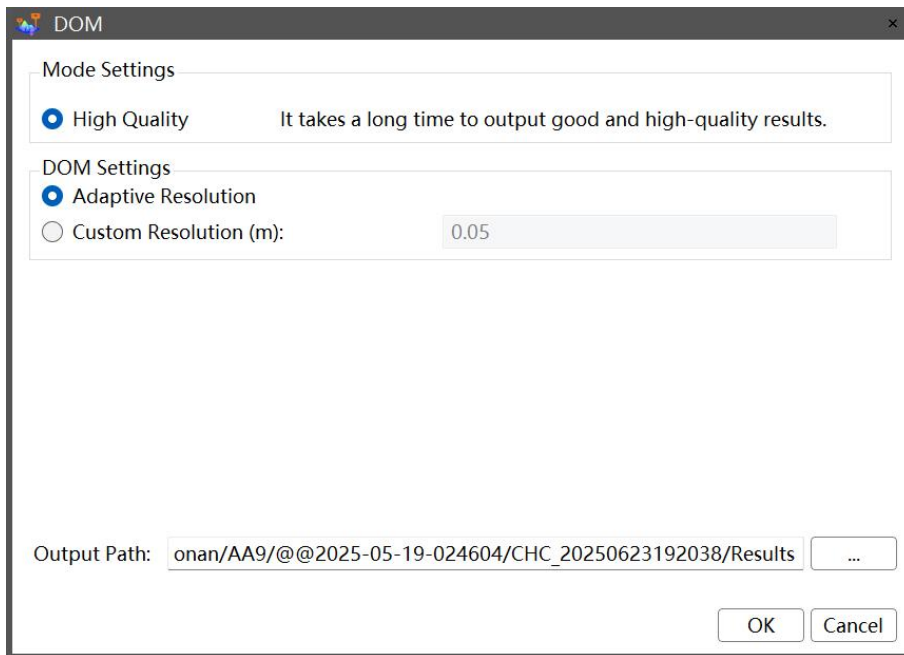 DOM
Mode Settings
High Quality It takes a long time to output good and high-quality results.
DOM Settings
Adaptive Resolution
Custom Resolution (m): 0.05
Output Path: onan/AA9/@@2025-05-19-024604/CHC_20250623192038/Results ...
OK Cancel